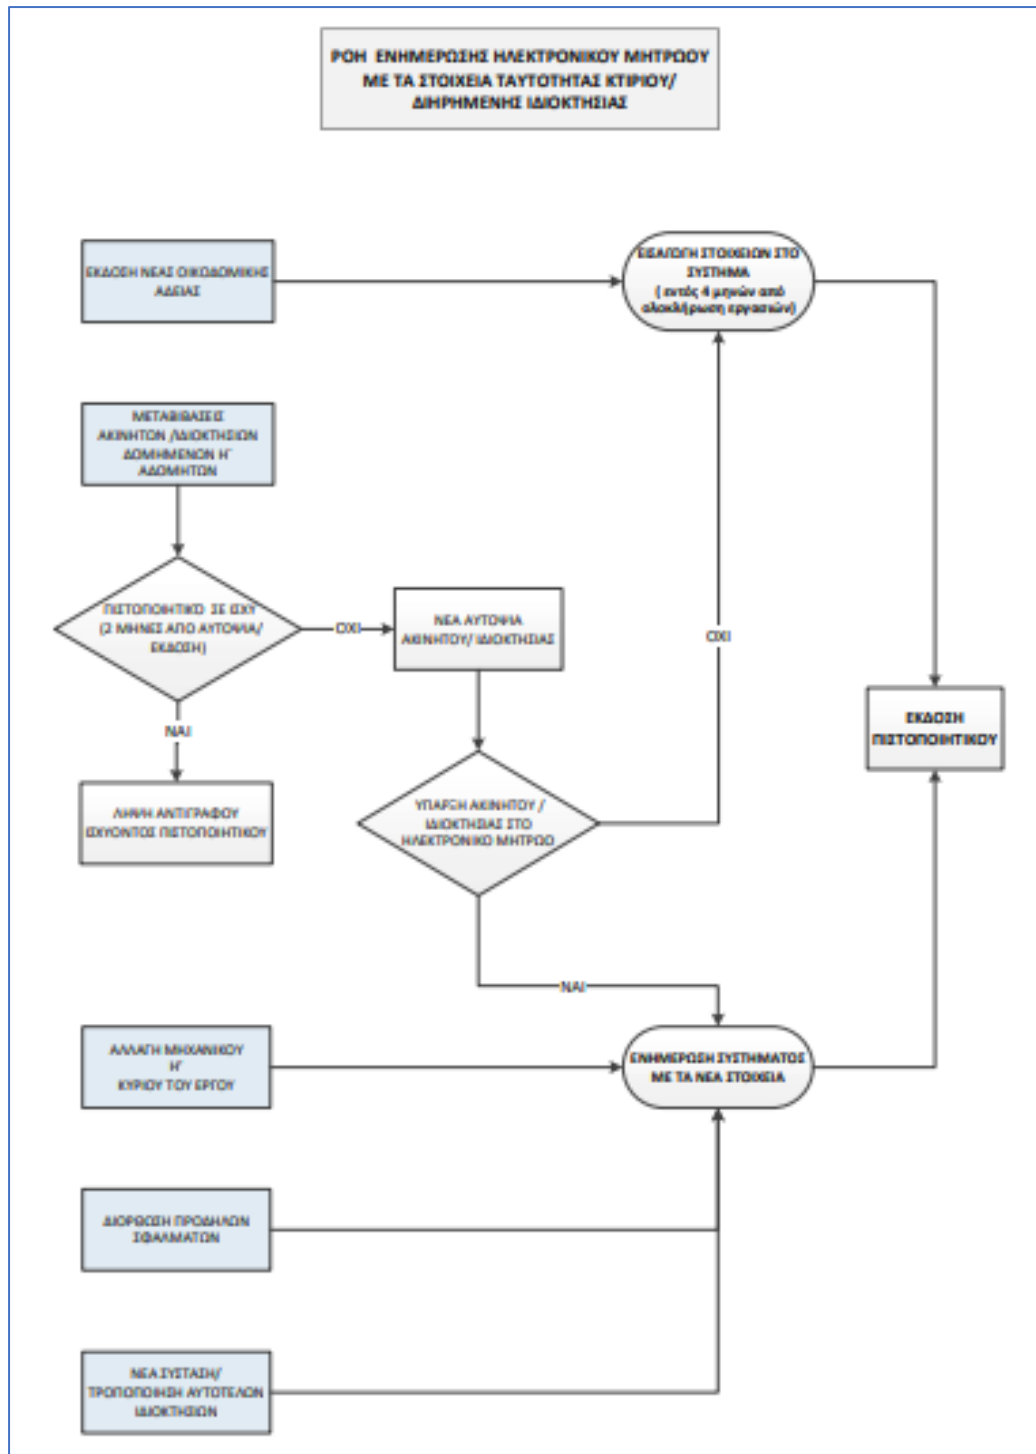 ΡΟΗ ΕΝΗΜΕΡΩΣΗΣ ΗΛΕΚΤΡΟΝΙΚΟΥ ΜΗΤΡΩΟΥ
ΜΕ ΤΑ ΣΤΟΙΧΕΙΑ ΤΑΥΤΟΤΗΤΑΣ ΚΤΙΡΙΟΥ/
ΔΙΗΡΗΜΕΝΗΣ ΙΔΙΟΚΤΗΣΙΑΣ
ΕΚΔΟΣΗ ΝΕΑΣ ΟΙΚΟΔΟΜΙΚΗΣ
ΑΔΕΙΑΣ
ΕΙΣΑΓΩΓΗ ΣΤΟΙΧΕΙΩΝ ΣΤΟ
ΣΥΣΤΗΜΑ
( εντός 4 μηνών από
ολοκλήρωση εργασιών)
ΜΕΤΑΒΙΒΑΣΕΙΣ
ΑΚΙΝΗΤΩΝ /ΙΔΙΟΚΤΗΣΙΩΝ
ΔΟΜΗΜΕΝΩΝ Η΄
ΑΔΟΜΗΤΩΝ
ΠΙΣΤΟΠΟΙΗΤΙΚΟ ΣΕ ΙΣΧΥ
(2 ΜΗΝΕΣ ΑΠΟ ΑΥΤΟΨΙΑ/
ΕΚΔΟΣΗ)
ΟΧΙ
ΝΕΑ ΑΥΤΟΨΙΑ
ΑΚΙΝΗΤΟΥ/ ΙΔΙΟΚΤΗΣΙΑΣ
ΟΧΙ
ΝΑΙ
ΕΚΔΟΣΗ
ΠΙΣΤΟΠΟΙΗΤΙΚΟΥ
ΛΗΨΗ ΑΝΤΙΓΡΑΦΟΥ
ΙΣΧΥΟΝΤΟΣ ΠΙΣΤΟΠΟΙΗΤΙΚΟΥ
ΥΠΑΡΞΗ ΑΚΙΝΗΤΟΥ /
ΙΔΙΟΚΤΗΣΙΑΣ ΣΤΟ
ΗΛΕΚΤΡΟΝΙΚΟ ΜΗΤΡΩΟ
ΝΑΙ
ΑΛΛΑΓΗ ΜΗΧΑΝΙΚΟΥ
Η΄
ΚΥΡΙΟΥ ΤΟΥ ΕΡΓΟΥ
ΕΝΗΜΕΡΩΣΗ ΣΥΣΤΗΜΑΤΟΣ
ΜΕ ΤΑ ΝΕΑ ΣΤΟΙΧΕΙΑ
ΔΙΟΡΘΩΣΗ ΠΡΟΔΗΛΩΝ
ΣΦΑΛΜΑΤΩΝ
ΝΕΑ ΣΥΣΤΑΣΗ/
ΤΡΟΠΟΠΟΙΗΣΗ ΑΥΤΟΤΕΛΩΝ
ΙΔΙΟΚΤΗΣΙΩΝ